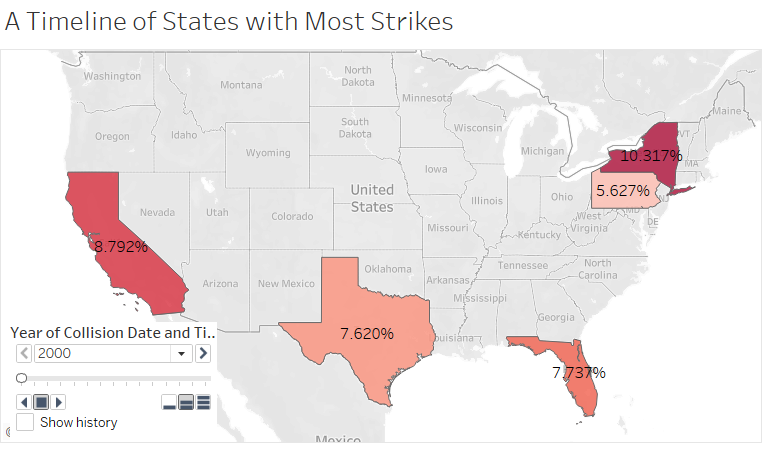 A Timeline of States with Most Strikes
Washington
Montana
North
Dakota
Minnesota
Maine
Oregon
Idaho
South
Dakota
Wisconsin
Michigan
VT
10.317%
MA
Wyoming
Iowa
5.627%
Nevada
Utah
Colorado
United
States
Illinois
Ohio
NJ
MD
DE
8.792%
Missouri
West
Virginia
Kentucky
Arizona
New Mexico
Oklahoma
Arkansas
Tennessee
North
Carolina
Mississippi
Georgia
7.620%
ouisiana
7.737%
Mexico
Year of Collision Date and Ti..
2000
Show history
©